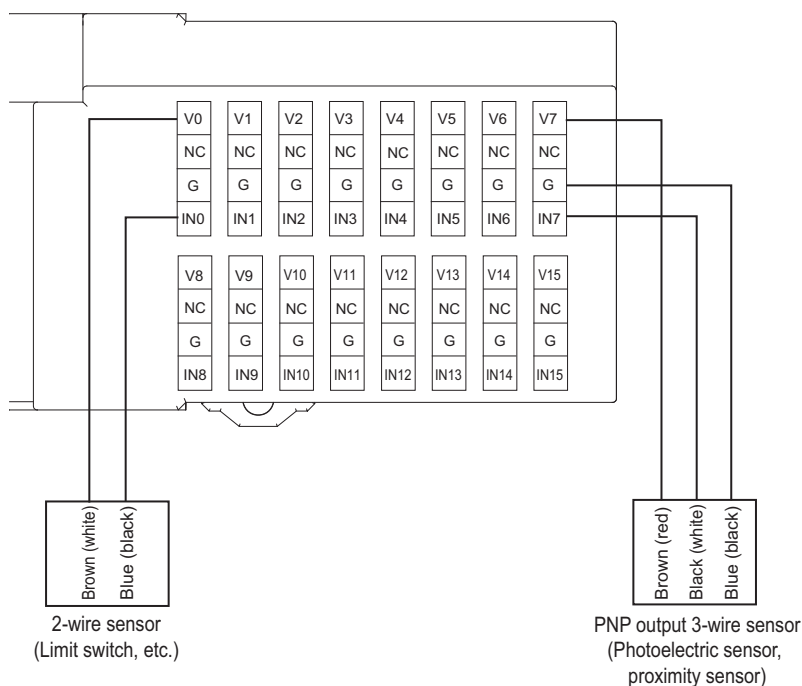 V0 V1 V2 V3 V4 V5 V6 V7
NC NC NC NC NC NC NC NC
G G G G G G G G
IN0 IN1 IN2 IN3 IN4 IN5 IN6 IN7
V8 V9 V10 V11 V12 V13 V14 V15
NC NC NC NC NC NC NC NC
G G G G G G G G
IN8 IN9 IN10 IN11 IN12 IN13 IN14 IN15
Brown (white)
Blue (black)
2-wire sensor
(Limit switch, etc.)
Brown (red)
Black (white)
Blue (black)
PNP output 3-wire sensor
(Photoelectric sensor,
proximity sensor)